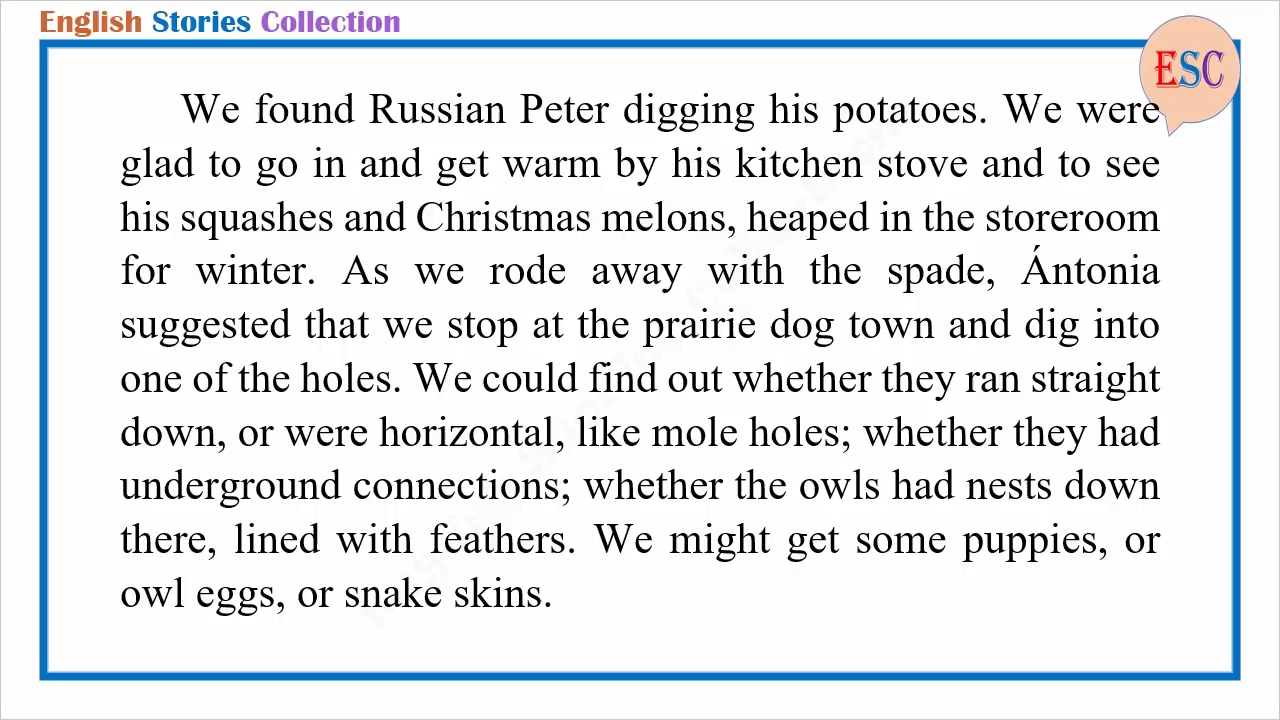 English Stories Collection
ESC
We found Russian Peter digging his potatoes. We were
glad to go in and get warm by his kitchen stove and to see
his squashes and Christmas melons, heaped in the storeroom
for winter. As we rode away with the spade, Ántonia
suggested that we stop at the prairie dog town and dig into
one of the holes. We could find out whether they ran straight
down, or were horizontal, like mole holes; whether they had
underground connections; whether the owls had nests down
there, lined with feathers. We might get some puppies, or
owl eggs, or snake skins.